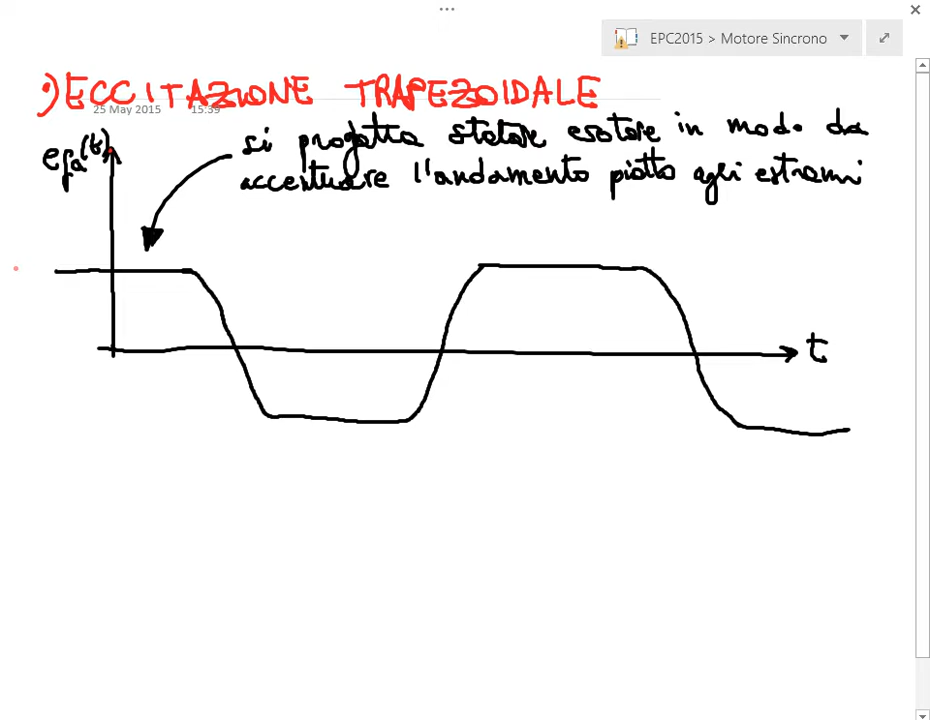 EPC2015 > Motore Sincrono
•) ECCITAZIONE TRAPEZOIDALE
25 May 2015 15:39
si progetta statore e rotore in modo da
efa(t)
accentuare l'andamento piatto agli estremi
t